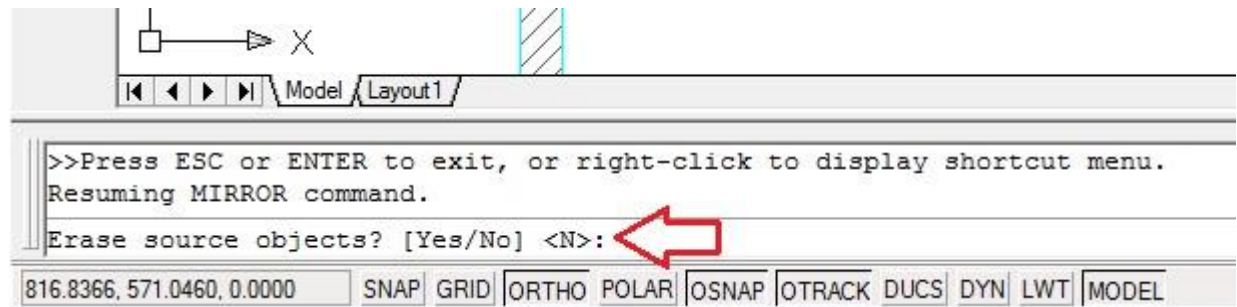 X
Model Layout1
>>Press ESC or ENTER to exit, or right-click to display shortcut menu.
Resuming MIRROR command.
Erase source objects? [Yes/No] <N>:
816.8366, 571.0460, 0.0000 SNAP GRID ORTHO POLAR OSNAP OTRACK DUCS DYN LWT MODEL